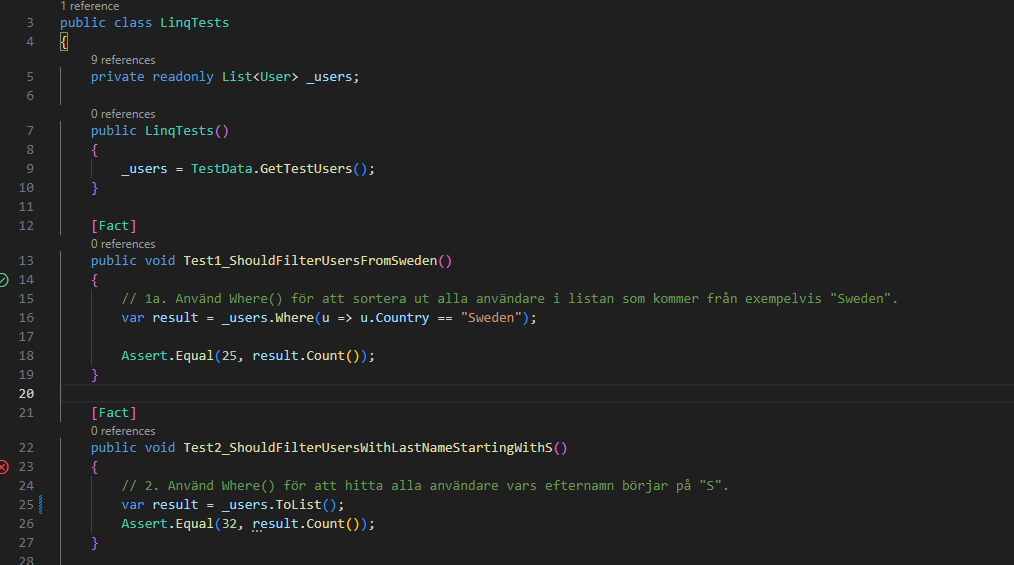 1 reference
3 public class LinqTests
4 {
9 references
5 private readonly List<User> _users;
6
0 references
7 public LinqTests()
8 {
9 _users = TestData.GetTestUsers();
10 }
11
12 [Fact]
0 references
13 public void Test1_ShouldFilterUsersFromSweden()
14 {
15 // 1a. Använd Where() för att sortera ut alla användare i listan som kommer från exempelvis "Sweden".
16 var result = _users.Where(u => u.Country == "Sweden");
17
18 Assert.Equal(25, result.Count());
19 }
20
21 [Fact]
0 references
22 public void Test2_ShouldFilterUsersWithLastNameStartingWithS()
23 {
24 // 2. Använd Where() för att hitta alla användare vars efternamn börjar på "S".
25 var result = _users.ToList();
26 Assert.Equal(32, result.Count());
27 }
28